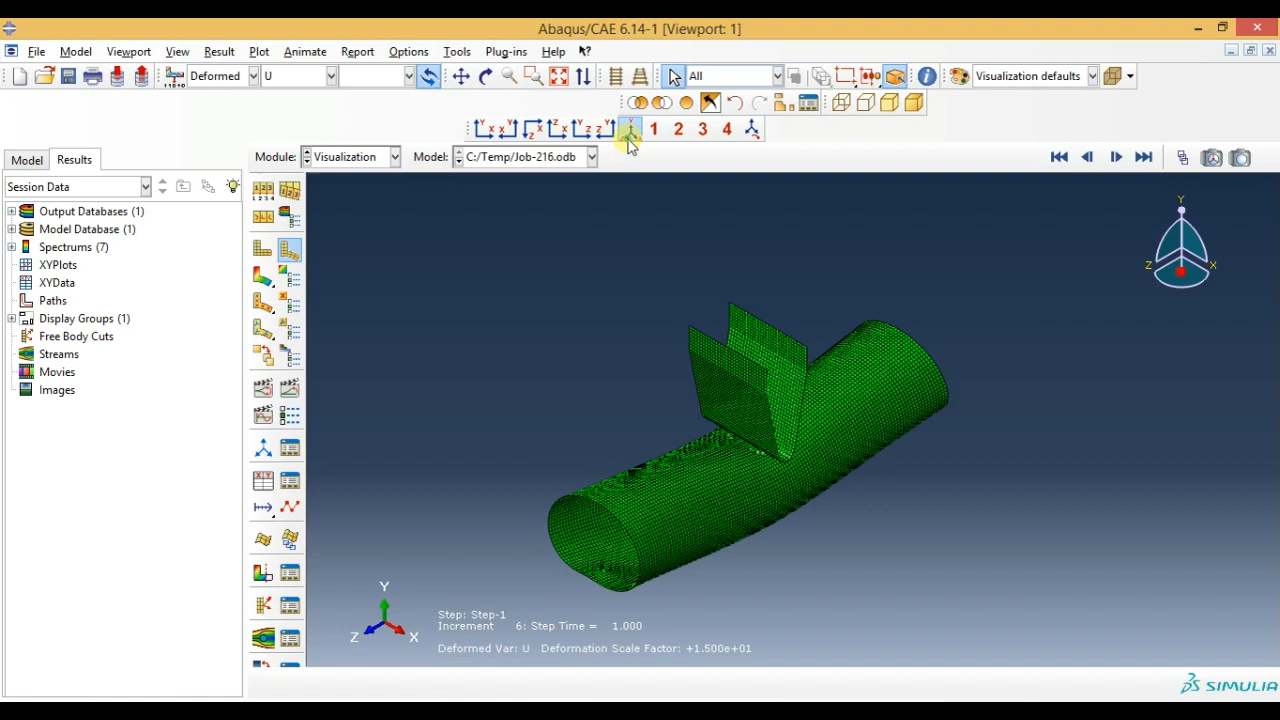 Abaqus/CAE 6.14-1 [Viewport: 1]
File Model Viewport View Result Plot Animate Report Options Tools Plug-ins Help
Deformed U All Visualization defaults
1 2 3 4
Model Results Module: Visualization Model: C:/Temp/Job-216.odb
Session Data
Output Databases (1)
Model Database (1)
Spectrums (7)
XYPlots
XYData
Paths
Display Groups (1)
Free Body Cuts
Streams
Movies
Images
Y
Z X
Y
Z X
Step: Step-1
Increment 6: Step Time = 1.000
Deformed Var: U Deformation Scale Factor: +1.500e+01
SIMULIA